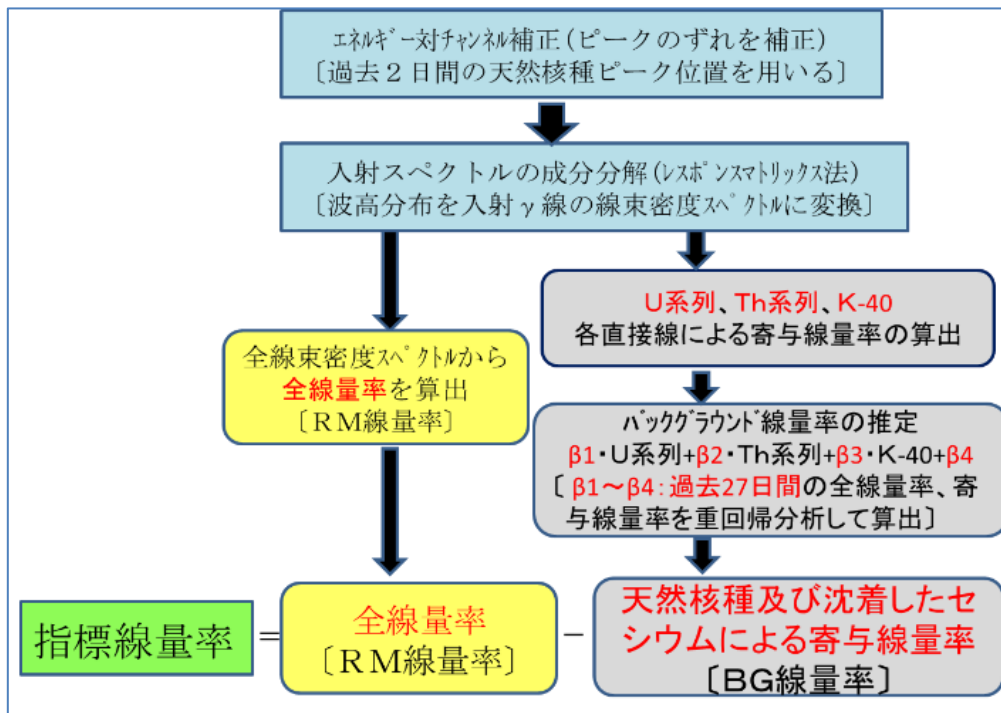 エネルギー対チャンネル補正(ピークのずれを補正)
〔過去2日間の天然核種ピーク位置を用いる〕
入射スペクトルの成分分解(レスポンスマトリックス法)
〔波高分布を入射γ線の線束密度スペクトルに変換〕
U系列、Th系列、K-40
各直接線による寄与線量率の算出
全線束密度スペクトルから
全線量率を算出
〔RM線量率〕
バックグラウンド線量率の推定
β1・U系列+β2・Th系列+β3・K-40+β4
〔β1~β4:過去27日間の全線量率、寄
与線量率を重回帰分析して算出〕
指標線量率
=
全線量率
〔RM線量率〕
−
天然核種及び沈着したセ
シウムによる寄与線量率
〔BG線量率〕